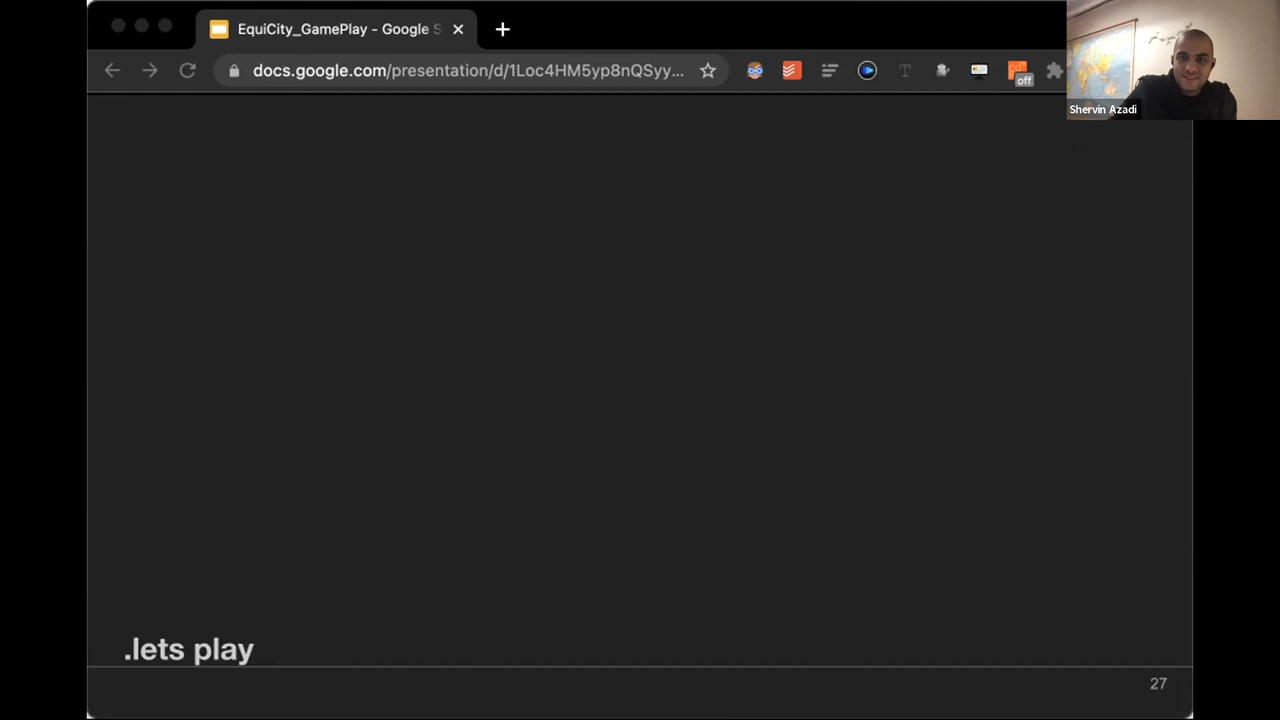 EquiCity_GamePlay - Google S
docs.google.com/presentation/d/1Loc4HM5yp8nQSyy...
off
Shervin Azadi
.lets play
27